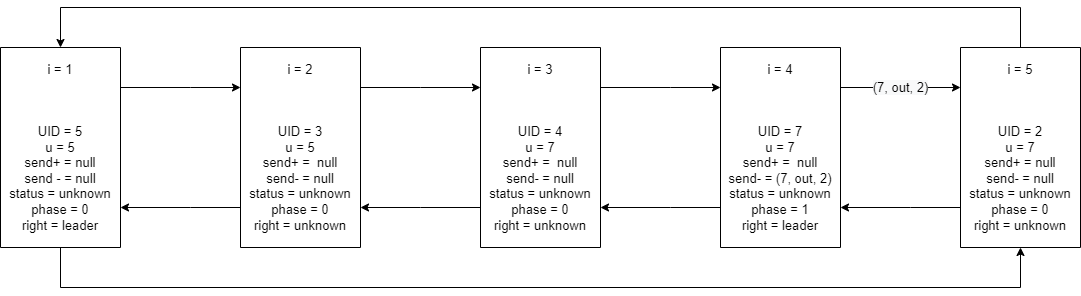 i = 1
UID = 5
u = 5
send+ = null
send - = null
status = unknown
phase = 0
right = leader
i = 2
UID = 3
u = 5
send+ = null
send- = null
status = unknown
phase = 0
right = unknown
i = 3
UID = 4
u = 7
send+ = null
send- = null
status = unknown
phase = 0
right = unknown
i = 4
UID = 7
u = 7
send+ = null
send- = (7, out, 2)
status = unknown
phase = 1
right = leader
(7, out, 2)
i = 5
UID = 2
u = 7
send+ = null
send- = null
status = unknown
phase = 0
right = unknown